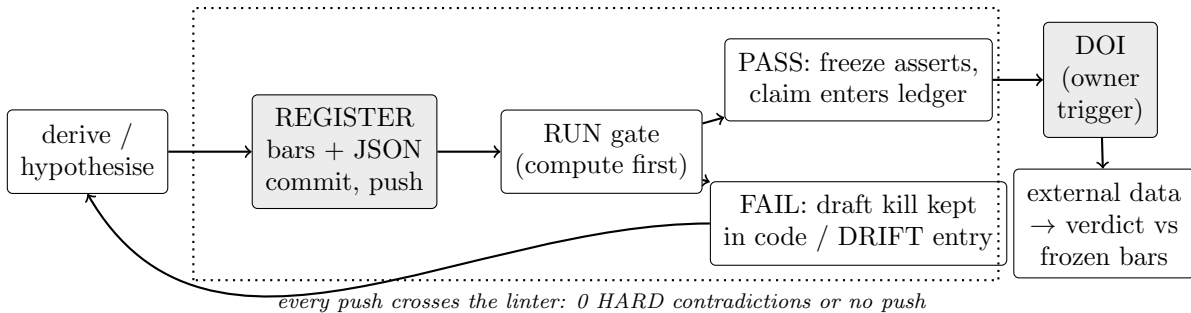 derive /
hypothesise
REGISTER
bars + JSON
commit, push
RUN gate
(compute first)
PASS: freeze asserts,
claim enters ledger
FAIL: draft kill kept
in code / DRIFT entry
DOI
(owner
trigger)
external data
→ verdict vs
frozen bars
every push crosses the linter: 0 HARD contradictions or no push